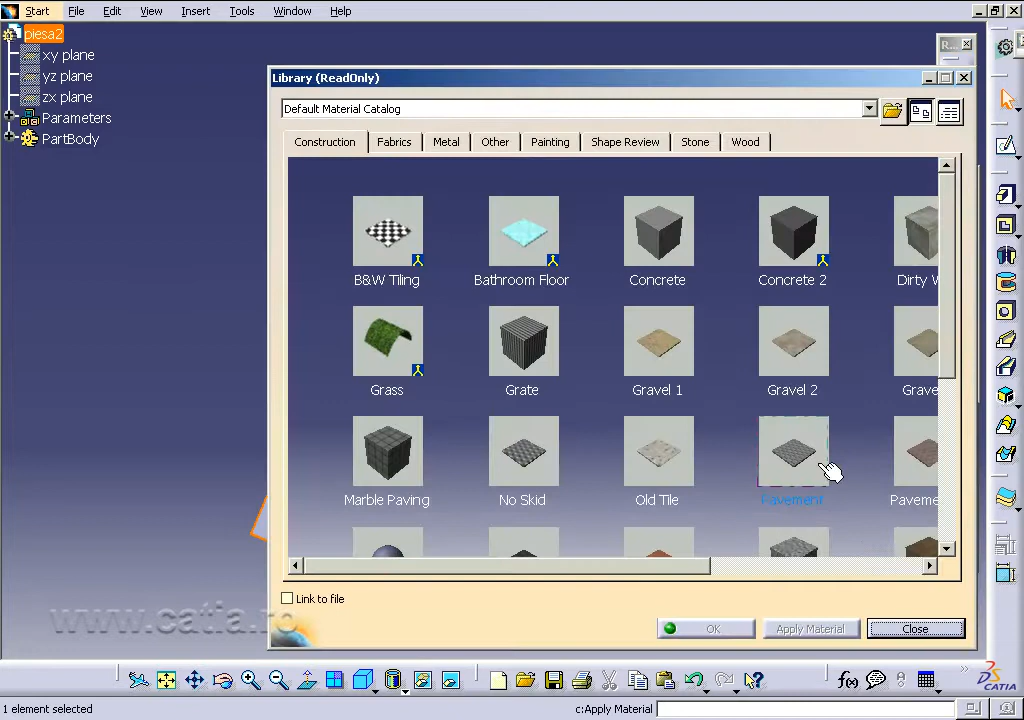 Start File Edit View Insert Tools Window Help
piesa2
xy plane
yz plane
zx plane
Parameters
PartBody
R...
Library (ReadOnly)
Default Material Catalog
Construction Fabrics Metal Other Painting Shape Review Stone Wood
B&W Tiling Bathroom Floor Concrete Concrete 2 Dirty W
Grass Grate Gravel 1 Gravel 2 Grave
Marble Paving No Skid Old Tile Pavement Paveme
Link to file
www.catia.ro
OK Apply Material Close
f(x)
CATIA
1 element selected c:Apply Material